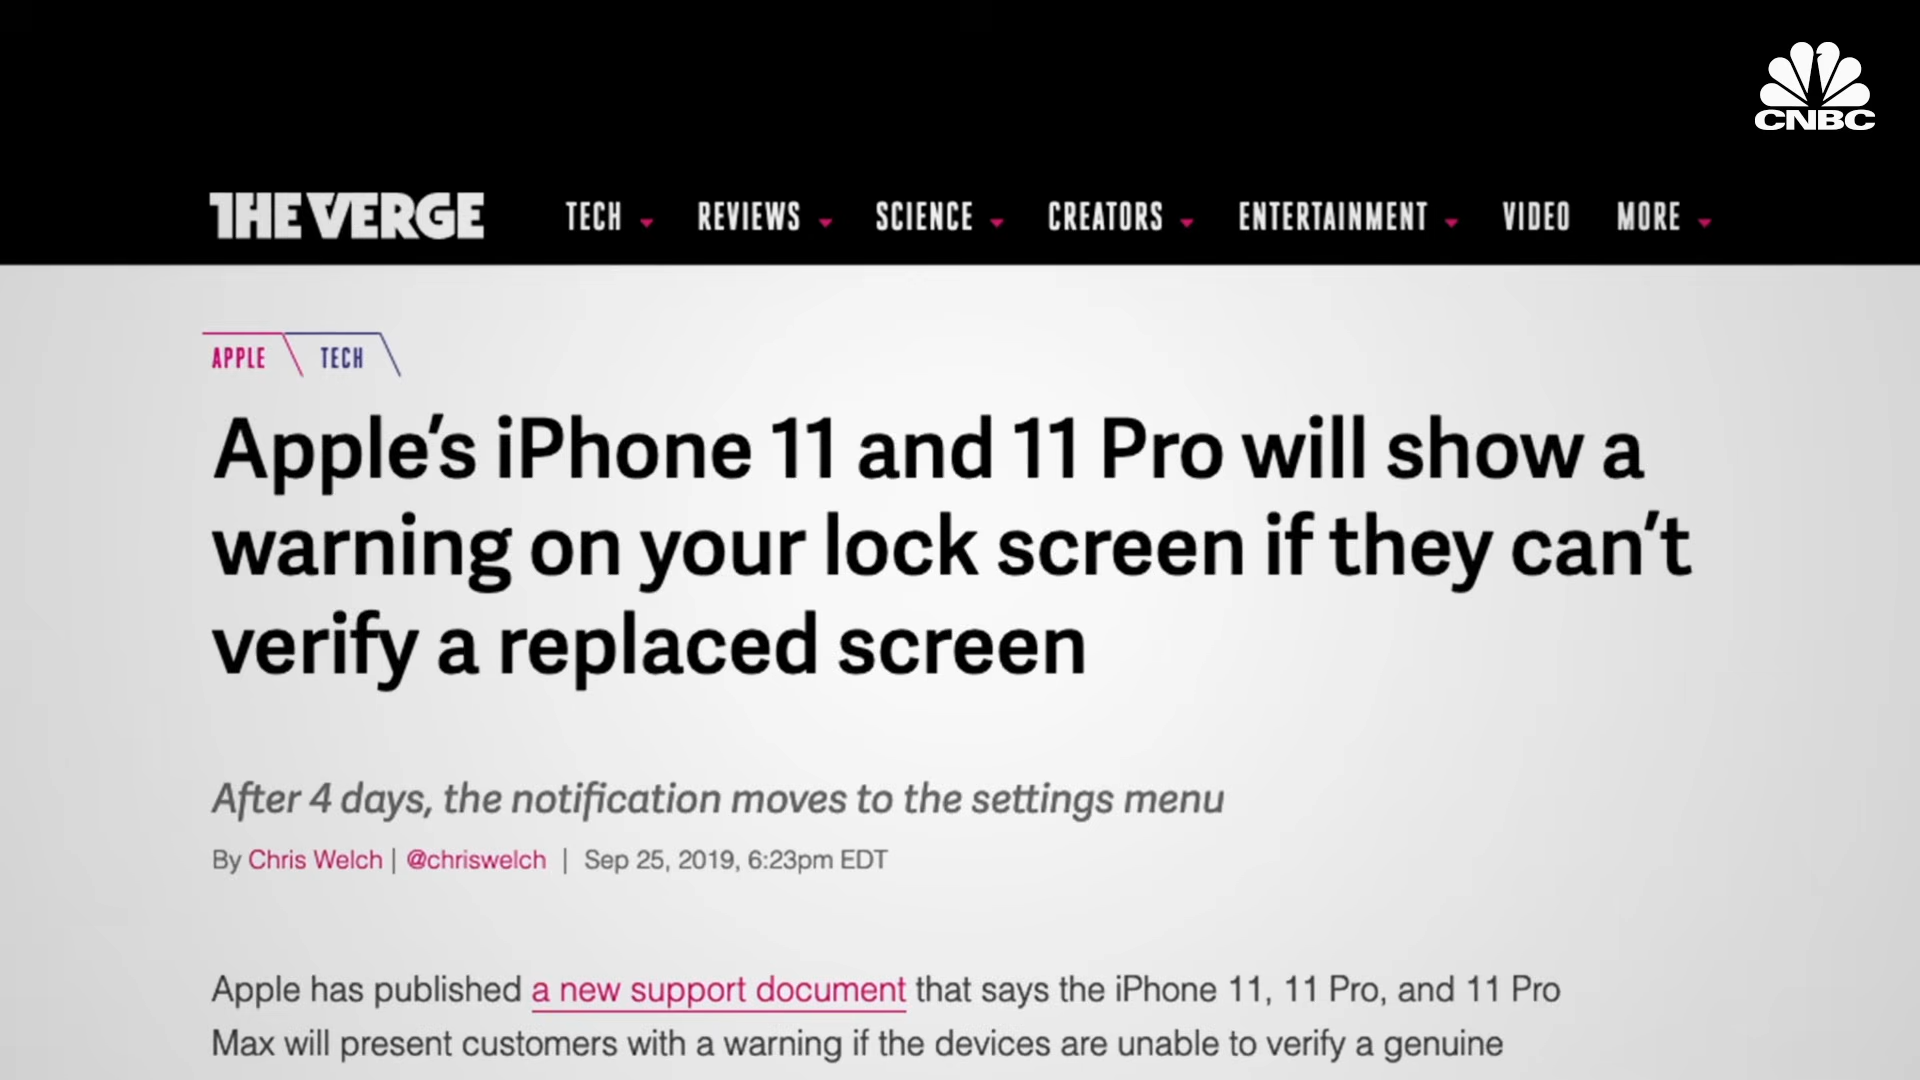 CNBC
THE VERGE TECH REVIEWS SCIENCE CREATORS ENTERTAINMENT VIDEO MORE
APPLE TECH
Apple’s iPhone 11 and 11 Pro will show a
warning on your lock screen if they can’t
verify a replaced screen
After 4 days, the notification moves to the settings menu
By Chris Welch | @chriswelch | Sep 25, 2019, 6:23pm EDT
Apple has published a new support document that says the iPhone 11, 11 Pro, and 11 Pro
Max will present customers with a warning if the devices are unable to verify a genuine